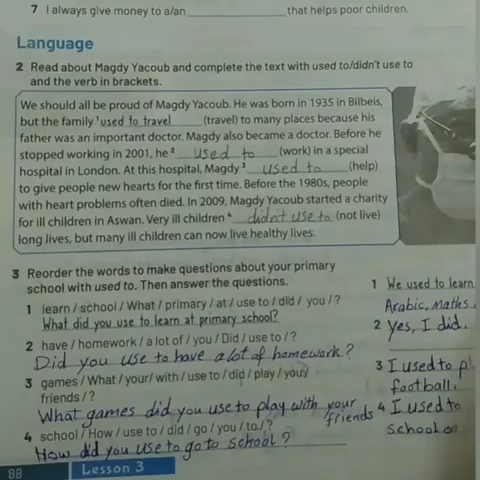 7 I always give money to a/an ____________ that helps poor children.
Language
2 Read about Magdy Yacoub and complete the text with used to/didn't use to
and the verb in brackets.
We should all be proud of Magdy Yacoub. He was born in 1935 in Bilbeis,
but the family ¹used to travel (travel) to many places because his
father was an important doctor. Magdy also became a doctor. Before he
stopped working in 2001, he ² used to (work) in a special
hospital in London. At this hospital, Magdy ³ used to (help)
to give people new hearts for the first time. Before the 1980s, people
with heart problems often died. In 2009, Magdy Yacoub started a charity
for ill children in Aswan. Very ill children ⁴ didn't use to (not live)
long lives, but many ill children can now live healthy lives.
3 Reorder the words to make questions about your primary
school with used to. Then answer the questions.
1 learn / school / What / primary / at / use to / did / you / ?
What did you use to learn at primary school?
2 have / homework / a lot of / you / Did / use to / ?
Did you use to have a lot of homework?
3 games / What / your / with / use to / did / play / you /
friends / ?
What games did you use to play with your
friends
4 school / How / use to / did / go / you / to / ?
How did you use to go to school?
1 We used to learn
Arabic, Maths
2 Yes, I did.
3 I used to pl
football.
4 I used to
school on
88 Lesson 3